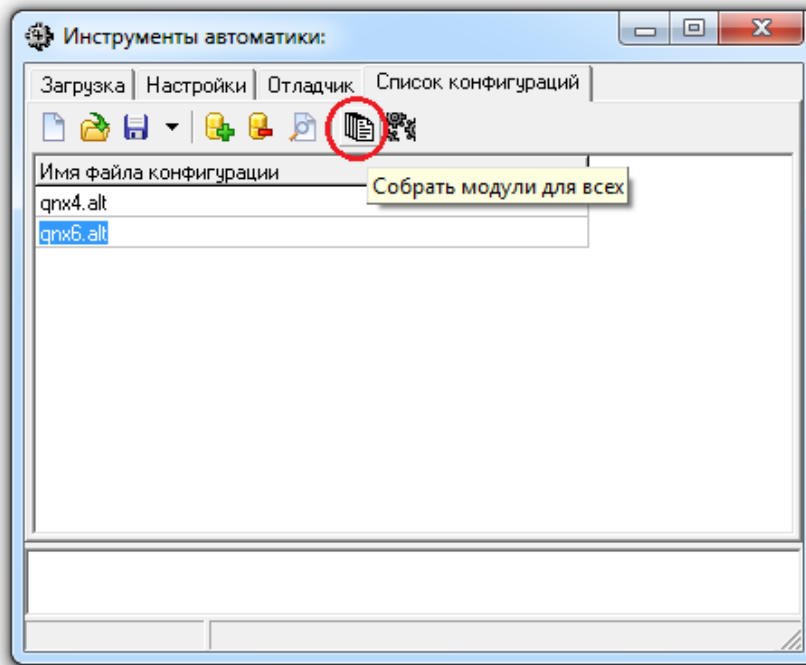 Инструменты автоматики:
Загрузка Настройки Отладчик Список конфигураций
Имя файла конфигурации
Собрать модули для всех
qnx4.alt
qnx6.alt